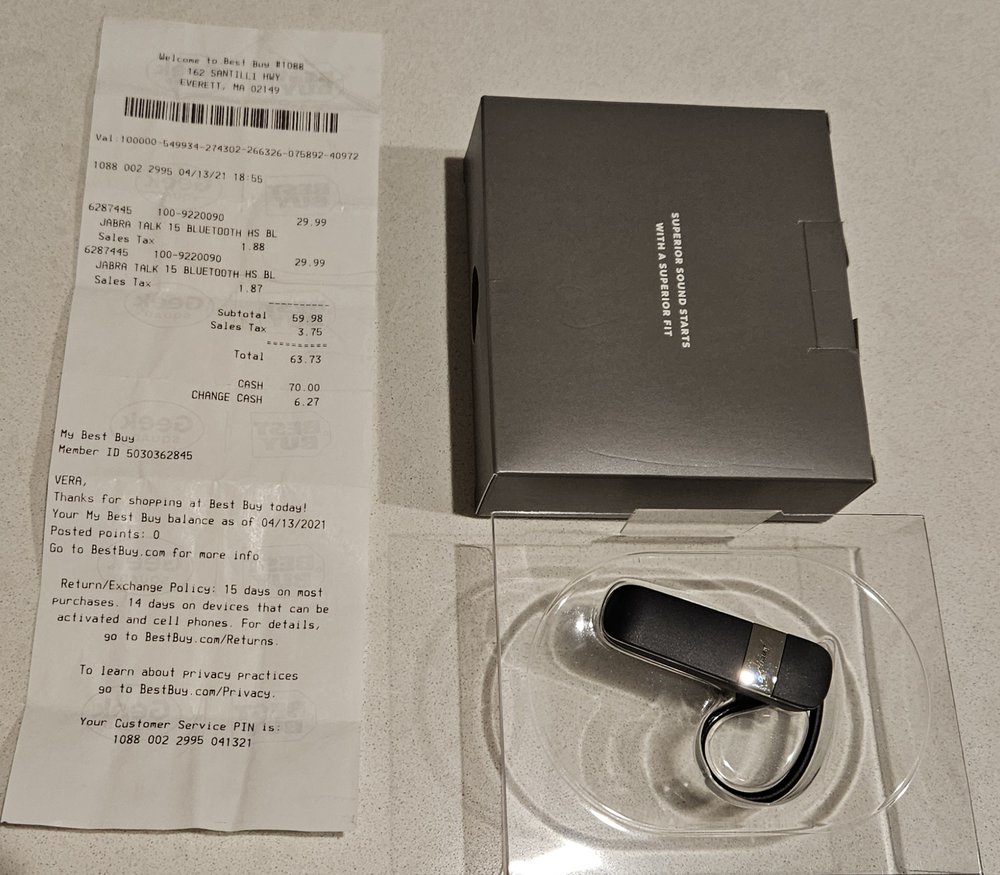 Welcome to Best Buy #1088
162 SANTILLI HWY
EVERETT, MA 02149
Val:100000-549934-274302-266326-075892-40972
1088 002 2995 04/13/21 18:55
6287445 100-9220090 29.99
JABRA TALK 15 BLUETOOTH HS BL
Sales Tax 1.88
6287445 100-9220090 29.99
JABRA TALK 15 BLUETOOTH HS BL
Sales Tax 1.87
Subtotal 59.98
Sales Tax 3.75
Total 63.73
CASH 70.00
CHANGE CASH 6.27
My Best Buy
Member ID 5030362845
VERA,
Thanks for shopping at Best Buy today!
Your My Best Buy balance as of 04/13/2021
Posted points: 0
Go to BestBuy.com for more info
Return/Exchange Policy: 15 days on most
purchases. 14 days on devices that can be
activated and cell phones. For details,
go to BestBuy.com/Returns.
To learn about privacy practices
go to BestBuy.com/Privacy.
Your Customer Service PIN is:
1088 002 2995 041321
SUPERIOR SOUND STARTS
WITH A SUPERIOR FIT